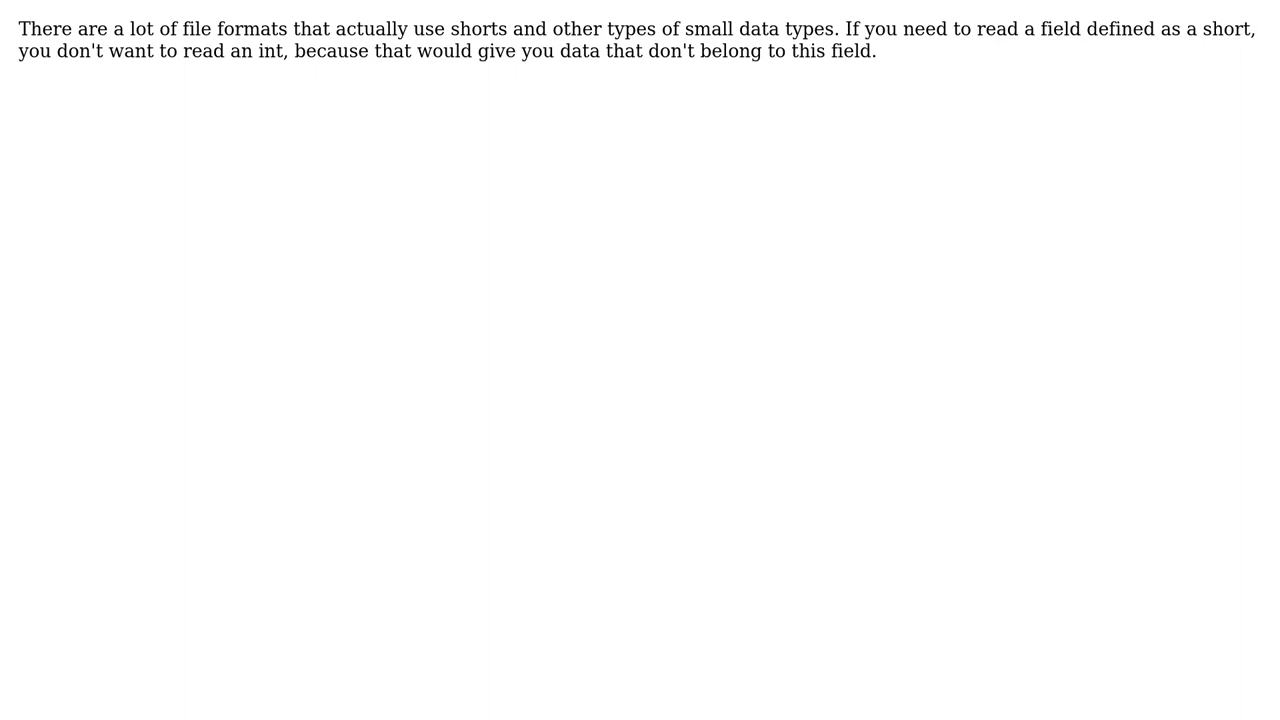 There are a lot of file formats that actually use shorts and other types of small data types. If you need to read a field defined as a short,
you don't want to read an int, because that would give you data that don't belong to this field.